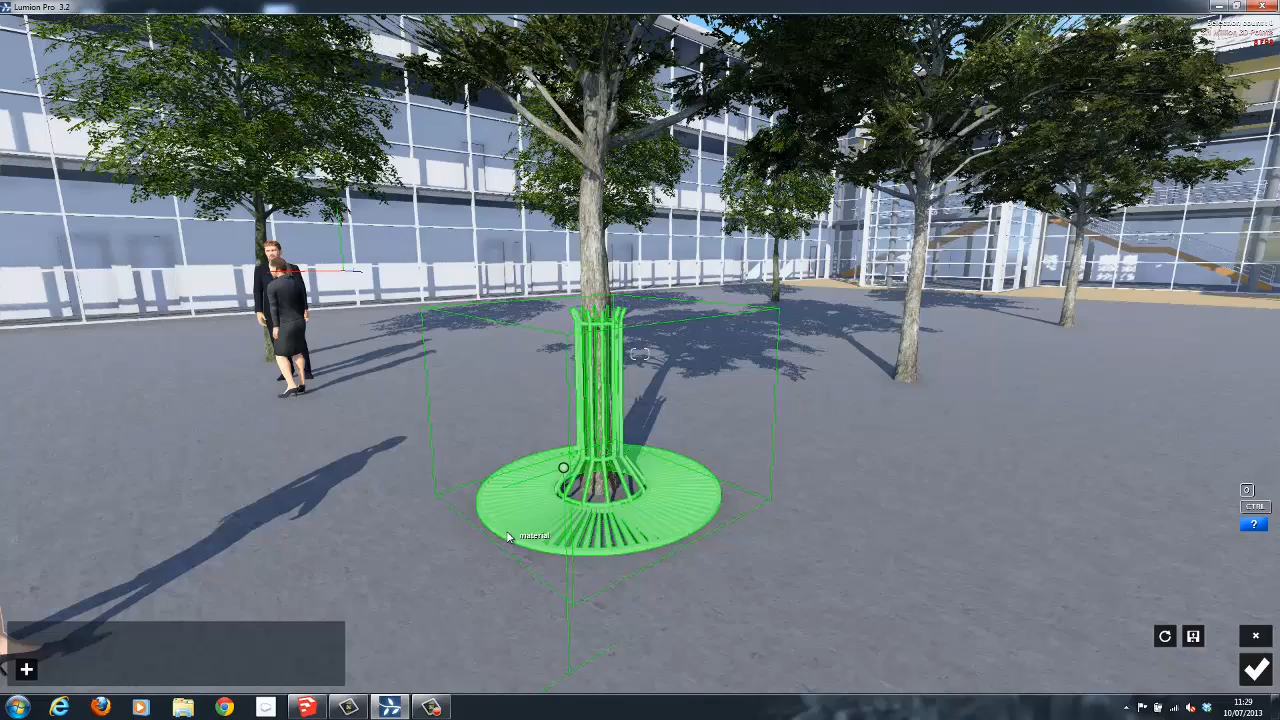 Lumion Pro 3.2
material
O
CTRL
?
11:29
10/07/2013